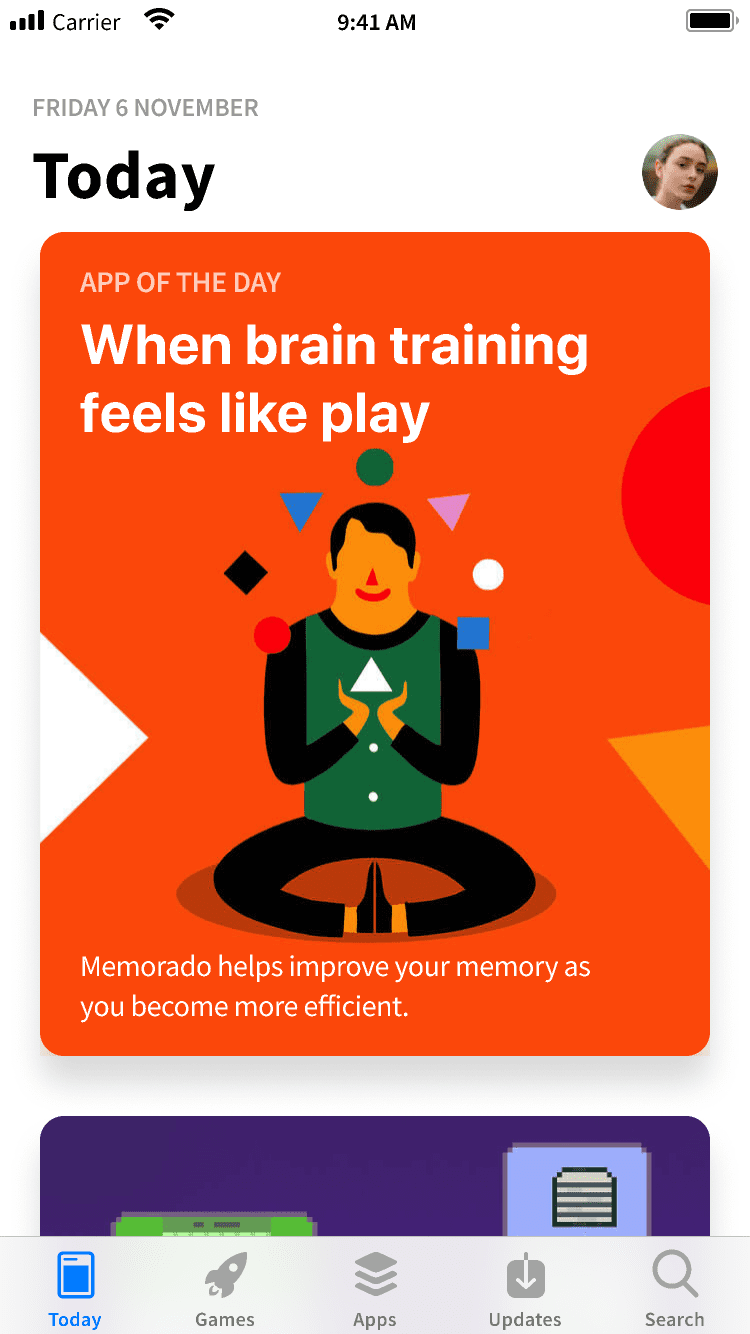 Carrier 9:41 AM
FRIDAY 6 NOVEMBER
Today
APP OF THE DAY
When brain training
feels like play
Memorado helps improve your memory as
you become more efficient.
Today Games Apps Updates Search